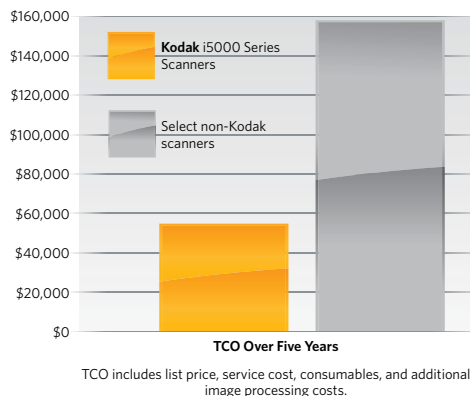 $160,000
$140,000
$120,000
$100,000
$80,000
$60,000
$40,000
$20,000
$0
Kodak i5000 Series
Scanners
Select non-Kodak
scanners
TCO Over Five Years
TCO includes list price, service cost, consumables, and additional
image processing costs.